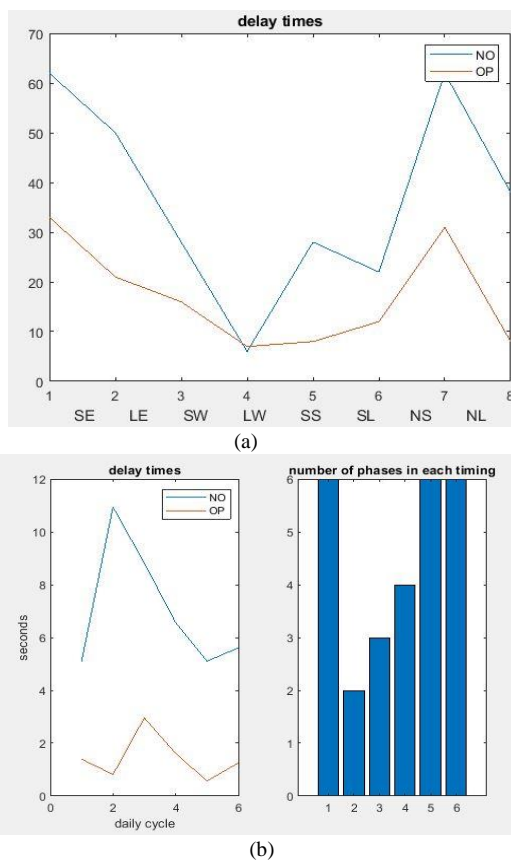 delay times
NO
OP
70
60
50
40
30
20
10
0
1 2 3 4 5 6 7 8
SE LE SW LW SS SL NS NL
(a)
delay times
NO
OP
12
10
8
6
4
2
0
seconds
0 2 4 6
daily cycle
number of phases in each timing
6
5
4
3
2
1
0
1 2 3 4 5 6
(b)